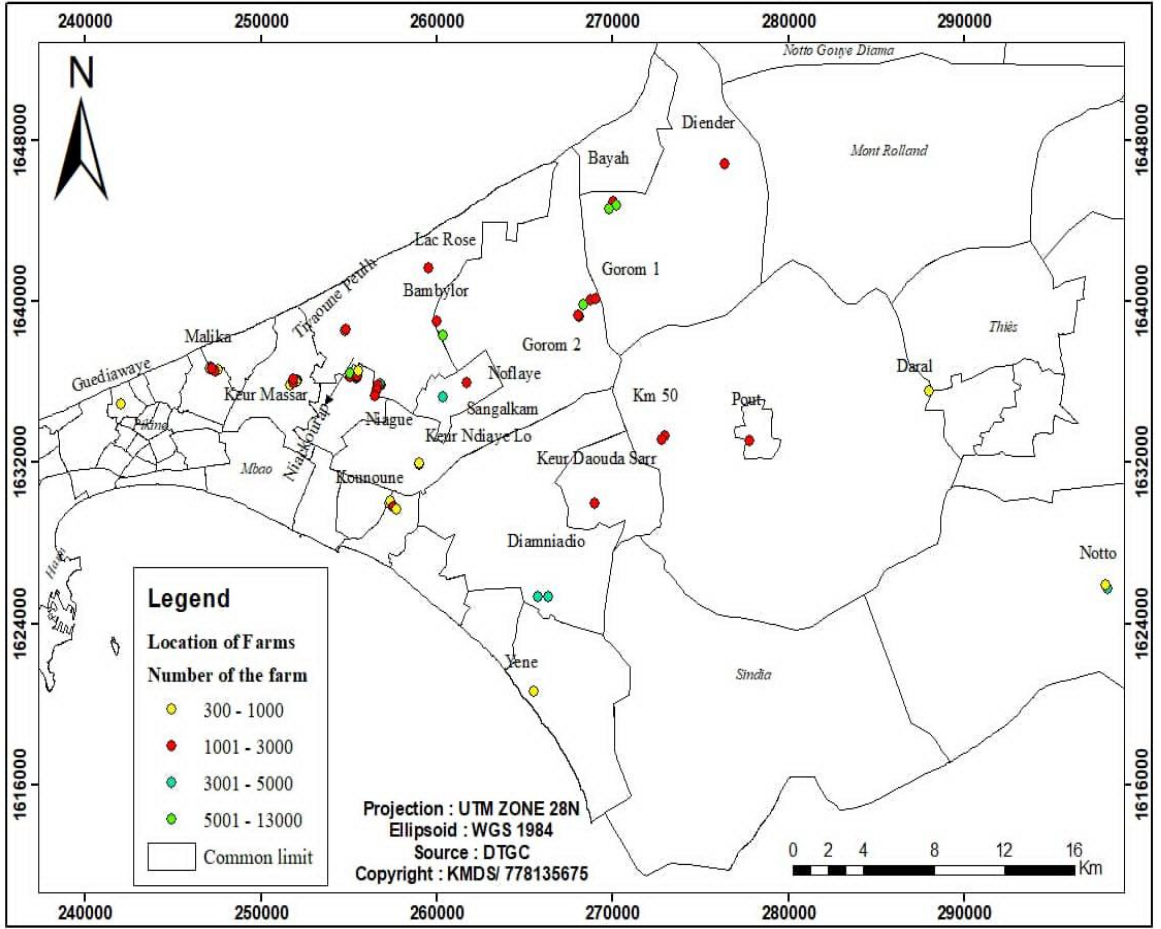 240000 250000 260000 270000 280000 290000
Notto Gouye Diama
N
1648000
1648000
Diender
Mont Rolland
Bayah
Lac Rose
Gorom 1
Tivaoune Peurh
Bambylor
1640000
1640000
Malika
Gorom 2
Thiès
Guediawaye
Daral
Noflaye
Keur Massar
Km 50
Pout
Sangalkam
Niague
Pikine
Niackourap
Keur Ndiaye Lo
Mbao
Keur Daouda Sarr
1632000
1632000
Kounoune
Diamniadio
Notto
Hann
1624000
1624000
Yene
Sindia
Legend
Location of Farms
Number of the farm
300 - 1000
1001 - 3000
3001 - 5000
5001 - 13000
Common limit
1616000
1616000
Projection : UTM ZONE 28N
Ellipsoid : WGS 1984
Source : DTGC
Copyright : KMDS/ 778135675
0 2 4 8 12 16
Km
240000 250000 260000 270000 280000 290000